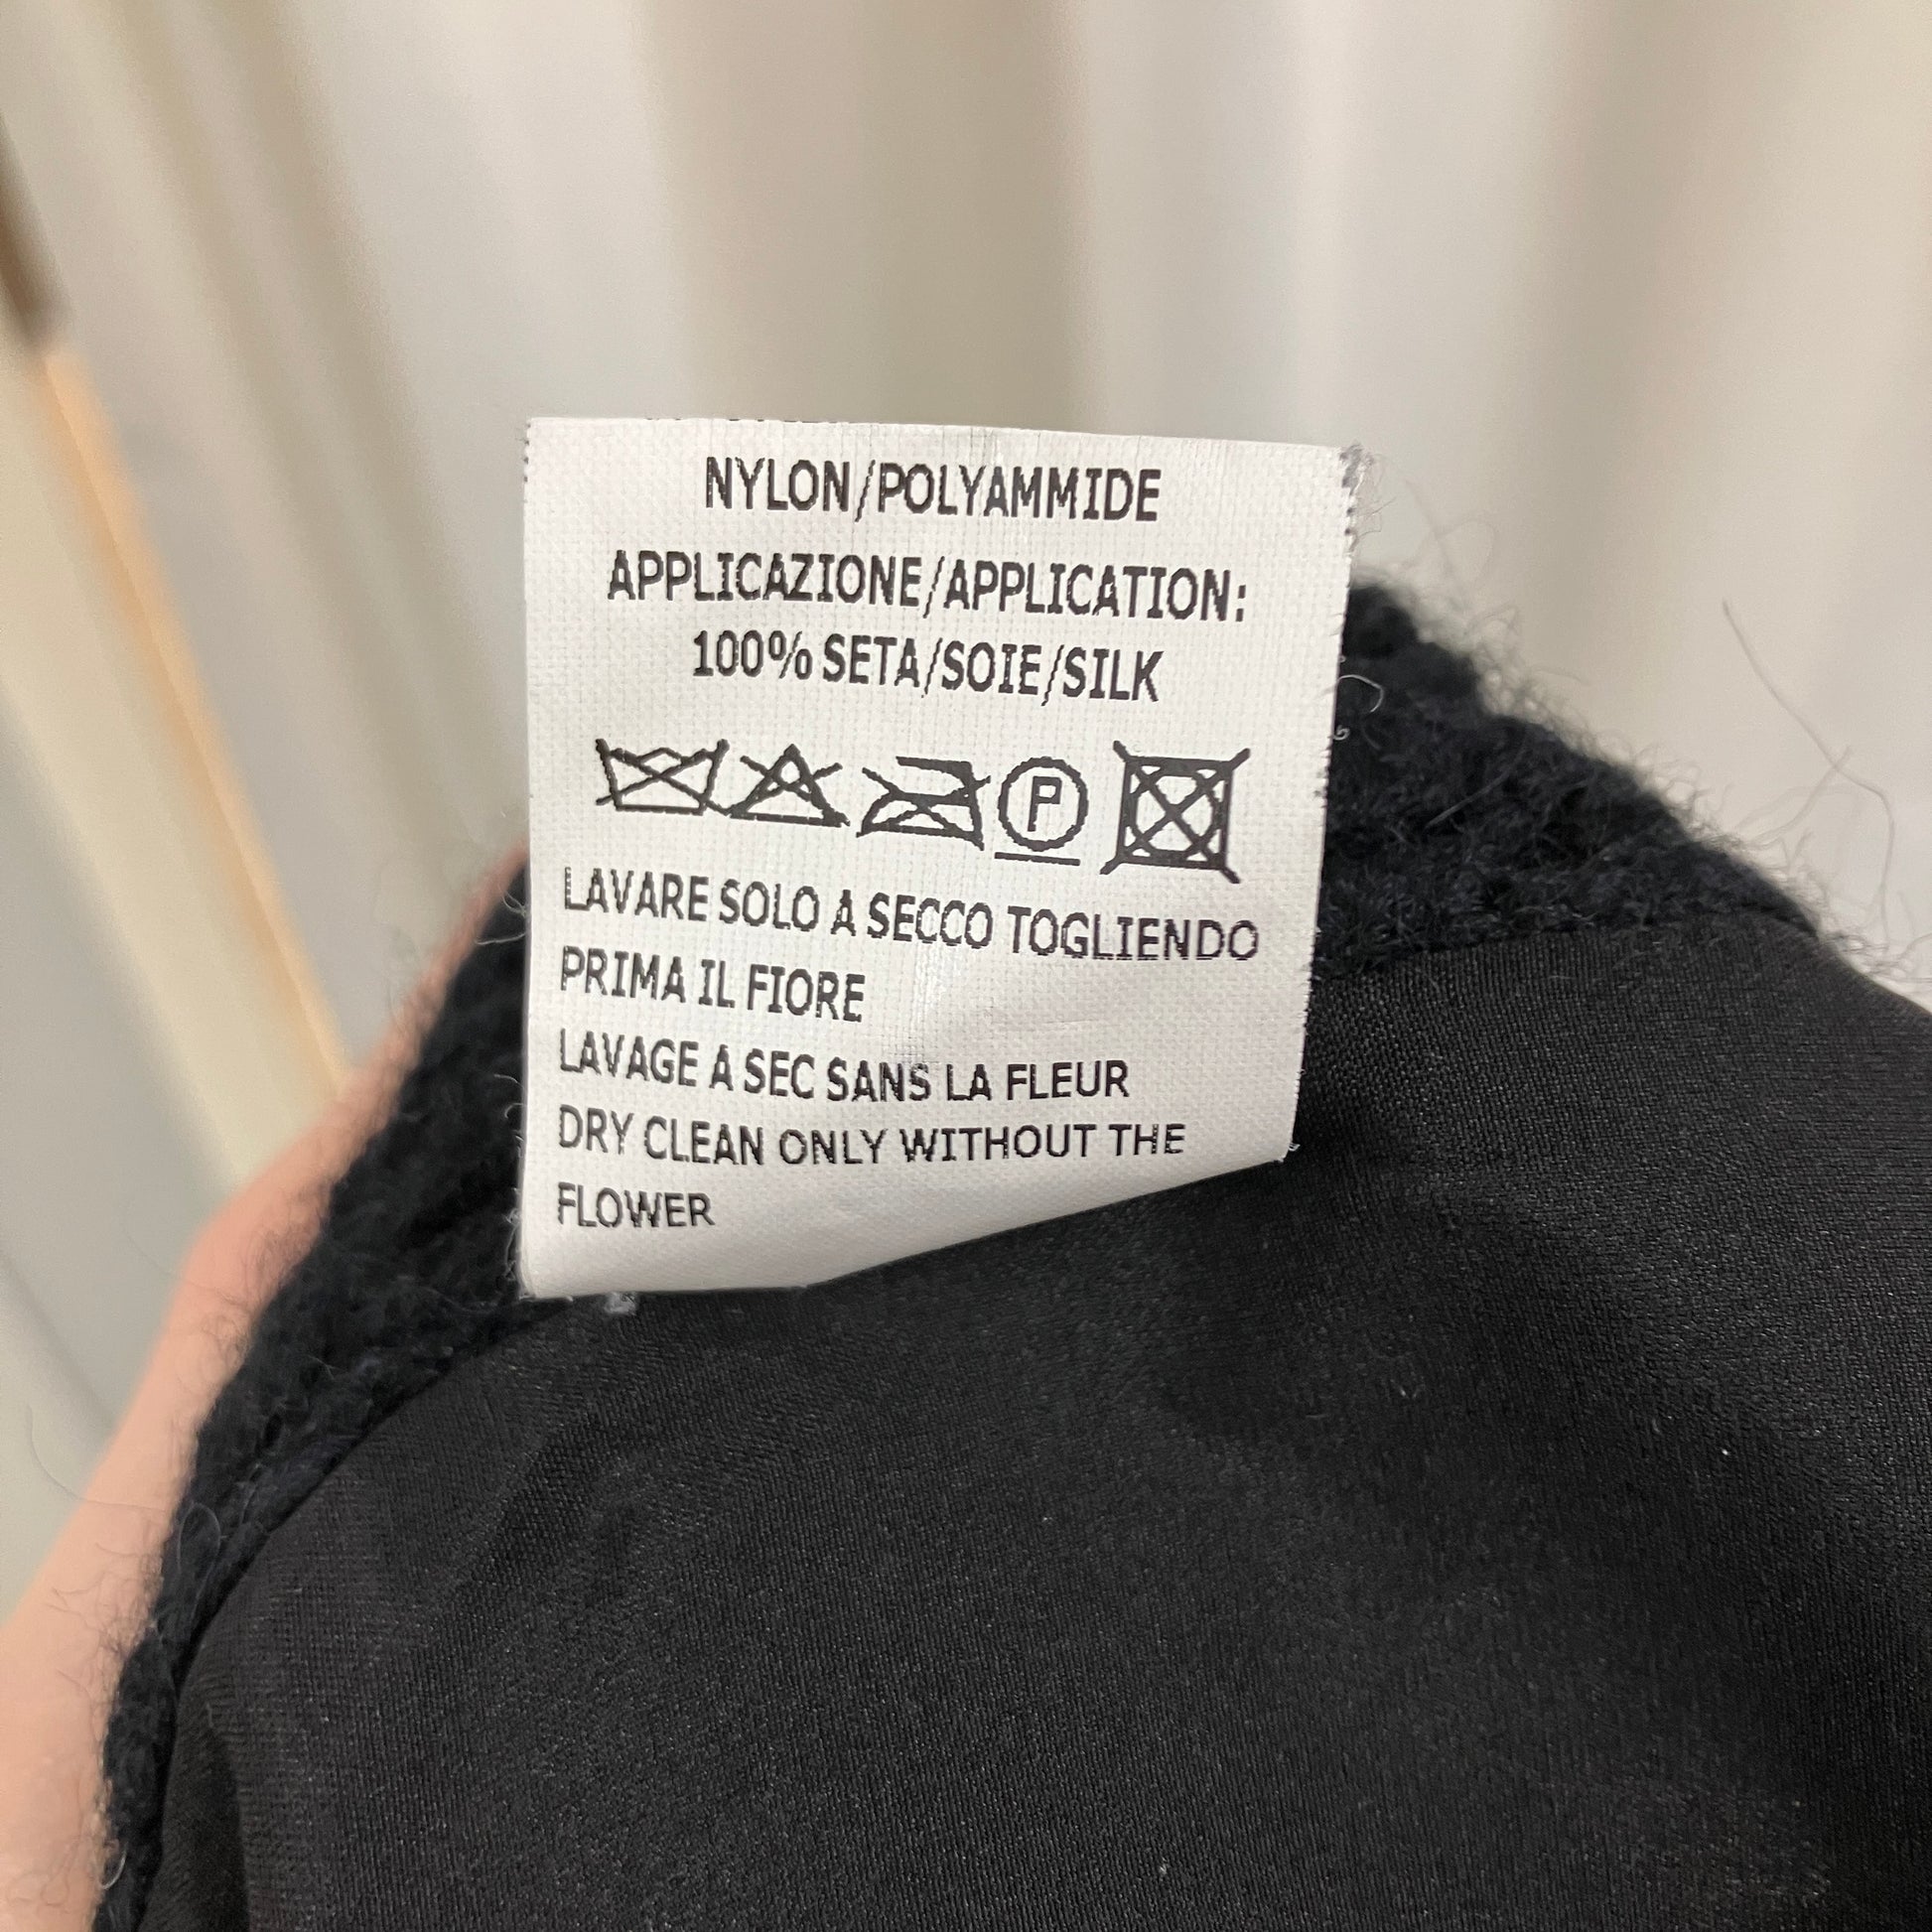 NYLON/POLYAMMIDE
APPLICAZIONE/APPLICATION:
100% SETA/SOIE/SILK
P
LAVARE SOLO A SECCO TOGLIENDO
PRIMA IL FIORE
LAVAGE A SEC SANS LA FLEUR
DRY CLEAN ONLY WITHOUT THE
FLOWER